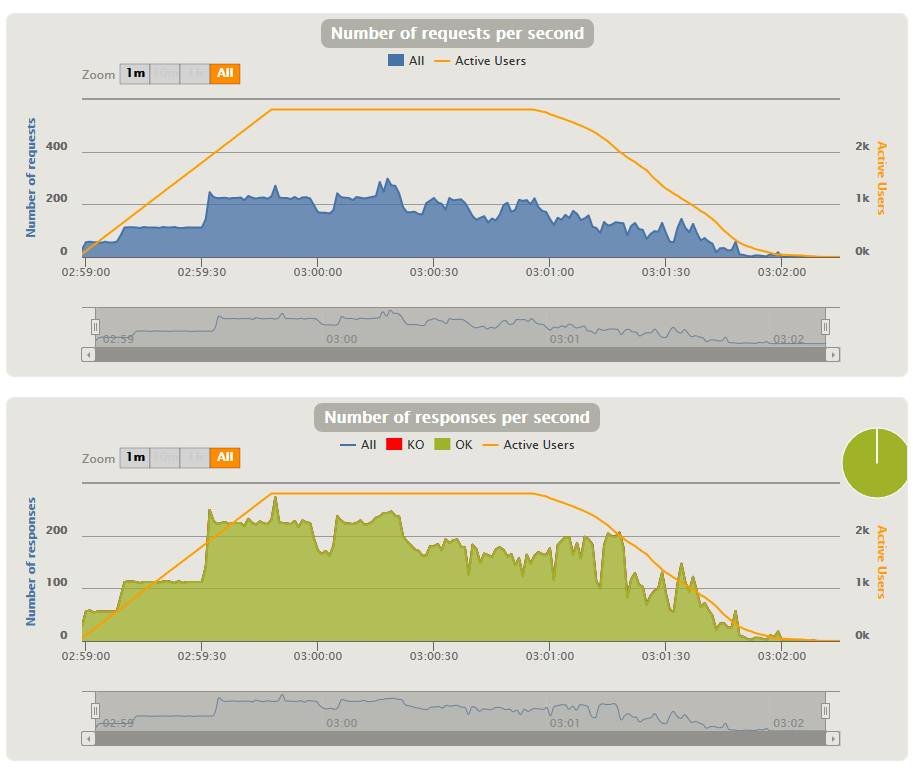 Number of requests per second
All Active Users
Zoom 1m 10m 1h All
Number of requests
Active Users
400 2k
200 1k
0 0k
02:59:00 02:59:30 03:00:00 03:00:30 03:01:00 03:01:30 03:02:00
02:59 03:00 03:01 03:02
Number of responses per second
All KO OK Active Users
Zoom 1m 10m 1h All
Number of responses
Active Users
200 2k
100 1k
0 0k
02:59:00 02:59:30 03:00:00 03:00:30 03:01:00 03:01:30 03:02:00
02:59 03:00 03:01 03:02